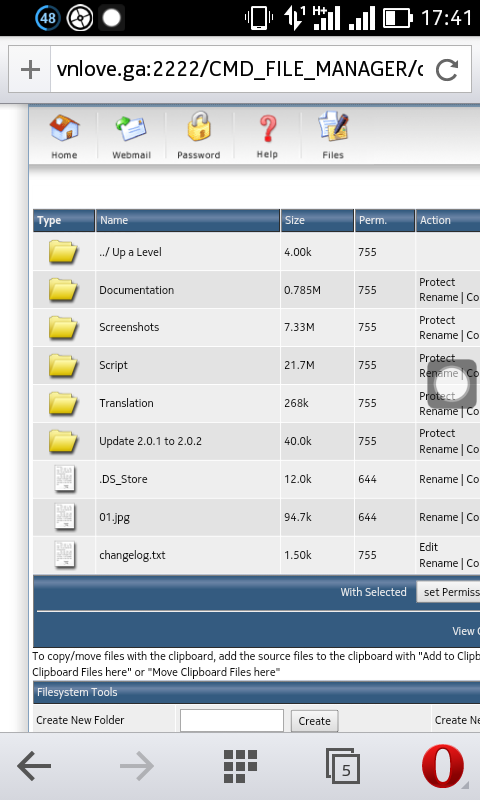 48
H+
17:41
vnlove.ga:2222/CMD_FILE_MANAGER/
Home Webmail Password Help Files
Type Name Size Perm. Action
../ Up a Level 4.00k 755
Documentation 0.785M 755 Protect
Rename | Co
Screenshots 7.33M 755 Protect
Rename | Co
Script 21.7M 755 Protect
Rename | Co
Translation 268k 755 Protect
Rename | Co
Update 2.0.1 to 2.0.2 40.0k 755 Protect
Rename | Co
.DS_Store 12.0k 644 Rename | Co
01.jpg 94.7k 644 Rename | Co
changelog.txt 1.50k 755 Edit
Rename | Co
With Selected set Permiss
View
To copy/move files with the clipboard, add the source files to the clipboard with "Add to Clipb
Clipboard Files here" or "Move Clipboard Files here"
Filesystem Tools
Create New Folder Create Create Ne
5